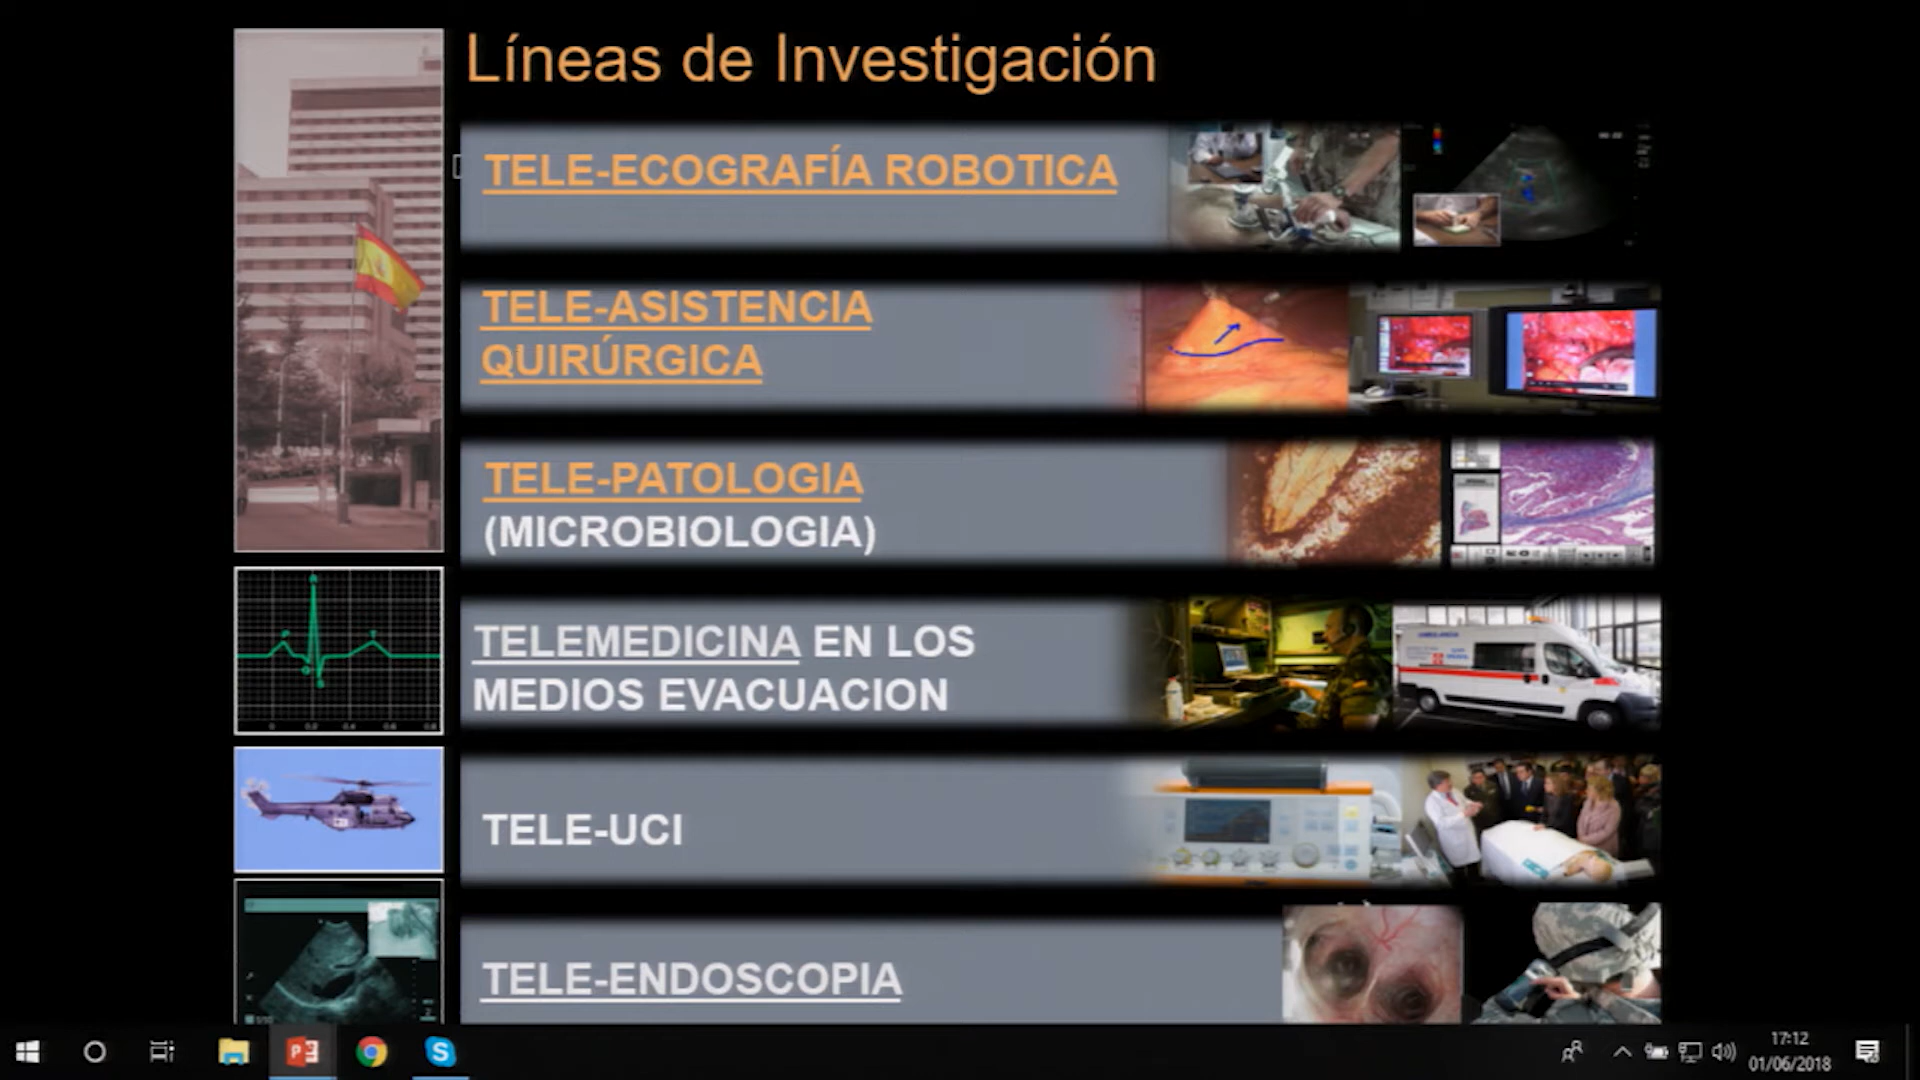 Líneas de Investigación
TELE-ECOGRAFÍA ROBOTICA
TELE-ASISTENCIA
QUIRÚRGICA
TELE-PATOLOGIA
(MICROBIOLOGIA)
TELEMEDICINA EN LOS
MEDIOS EVACUACION
TELE-UCI
TELE-ENDOSCOPIA
17:12
01/06/2018